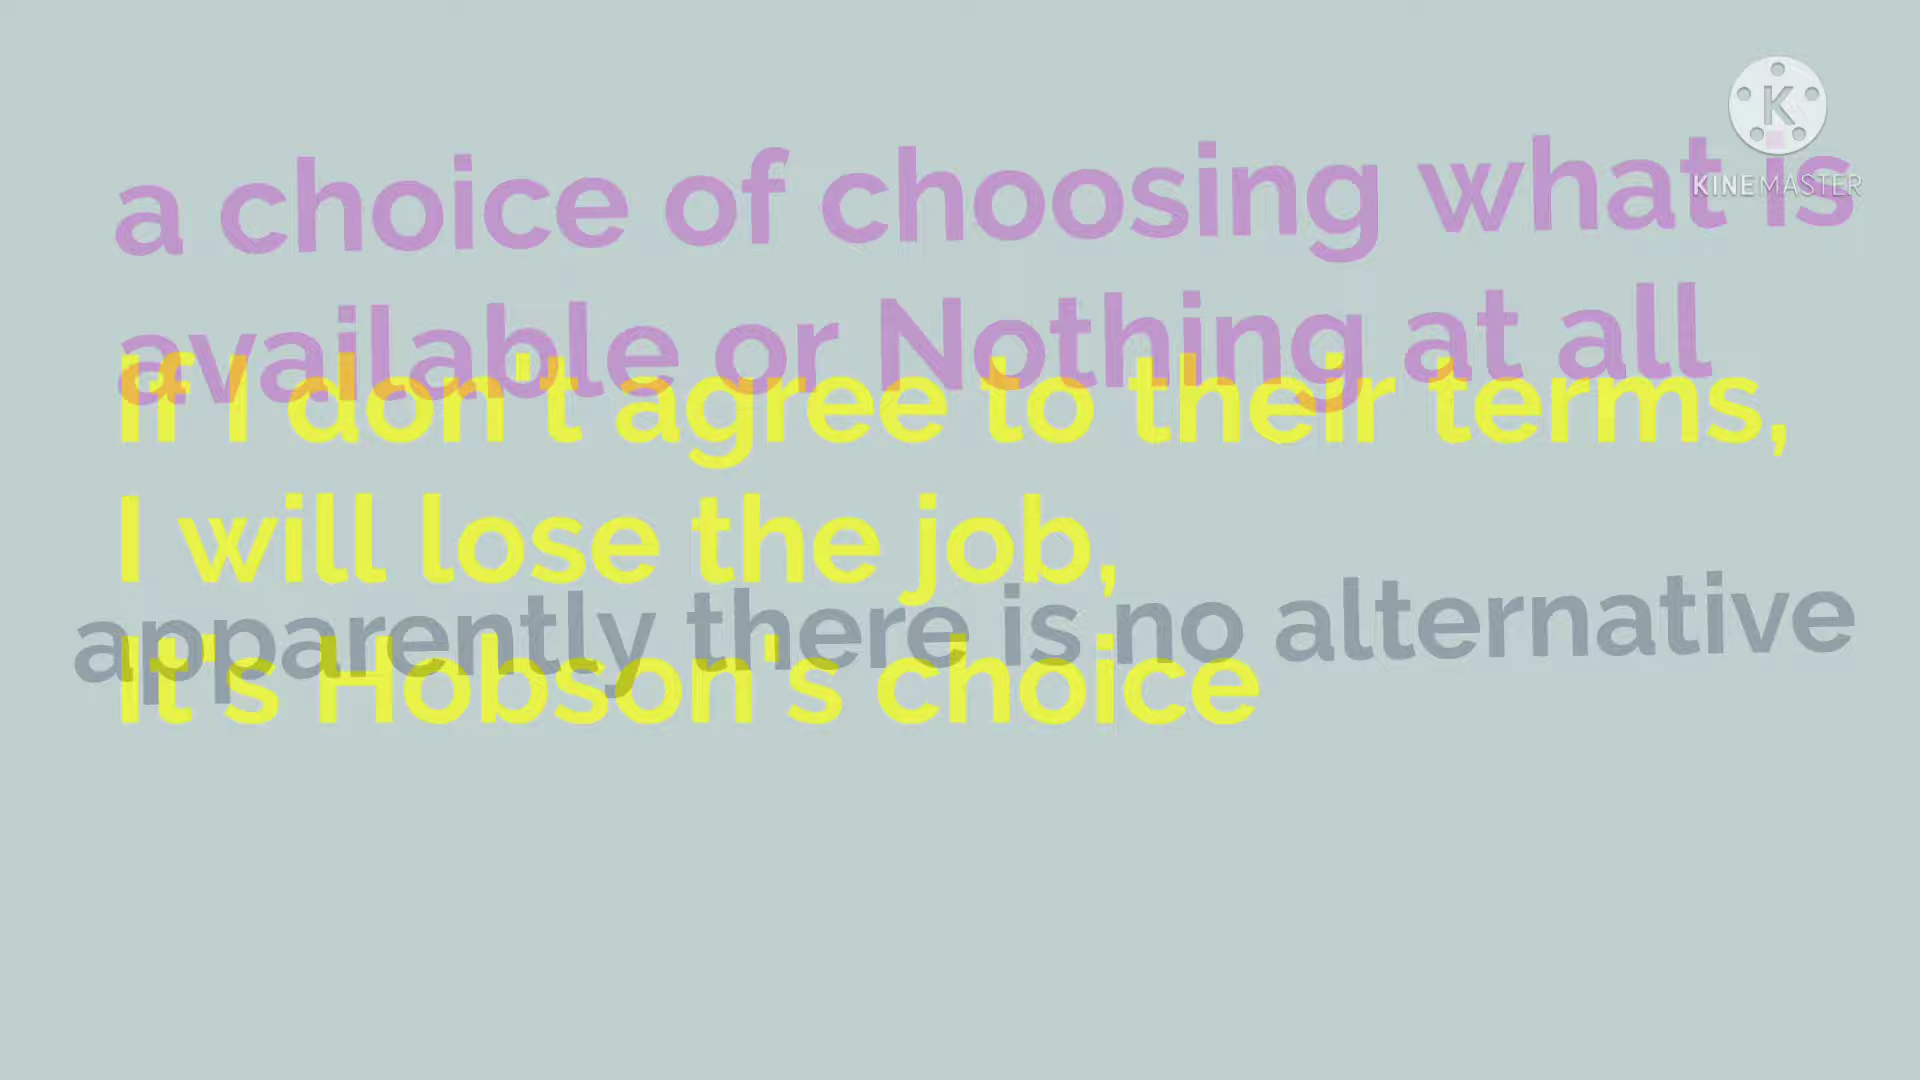 KINEMASTER
a choice of choosing what is
available or Nothing at all
If I don't agree to their terms,
I will lose the job,
apparently there is no alternative
It's Hobson's choice